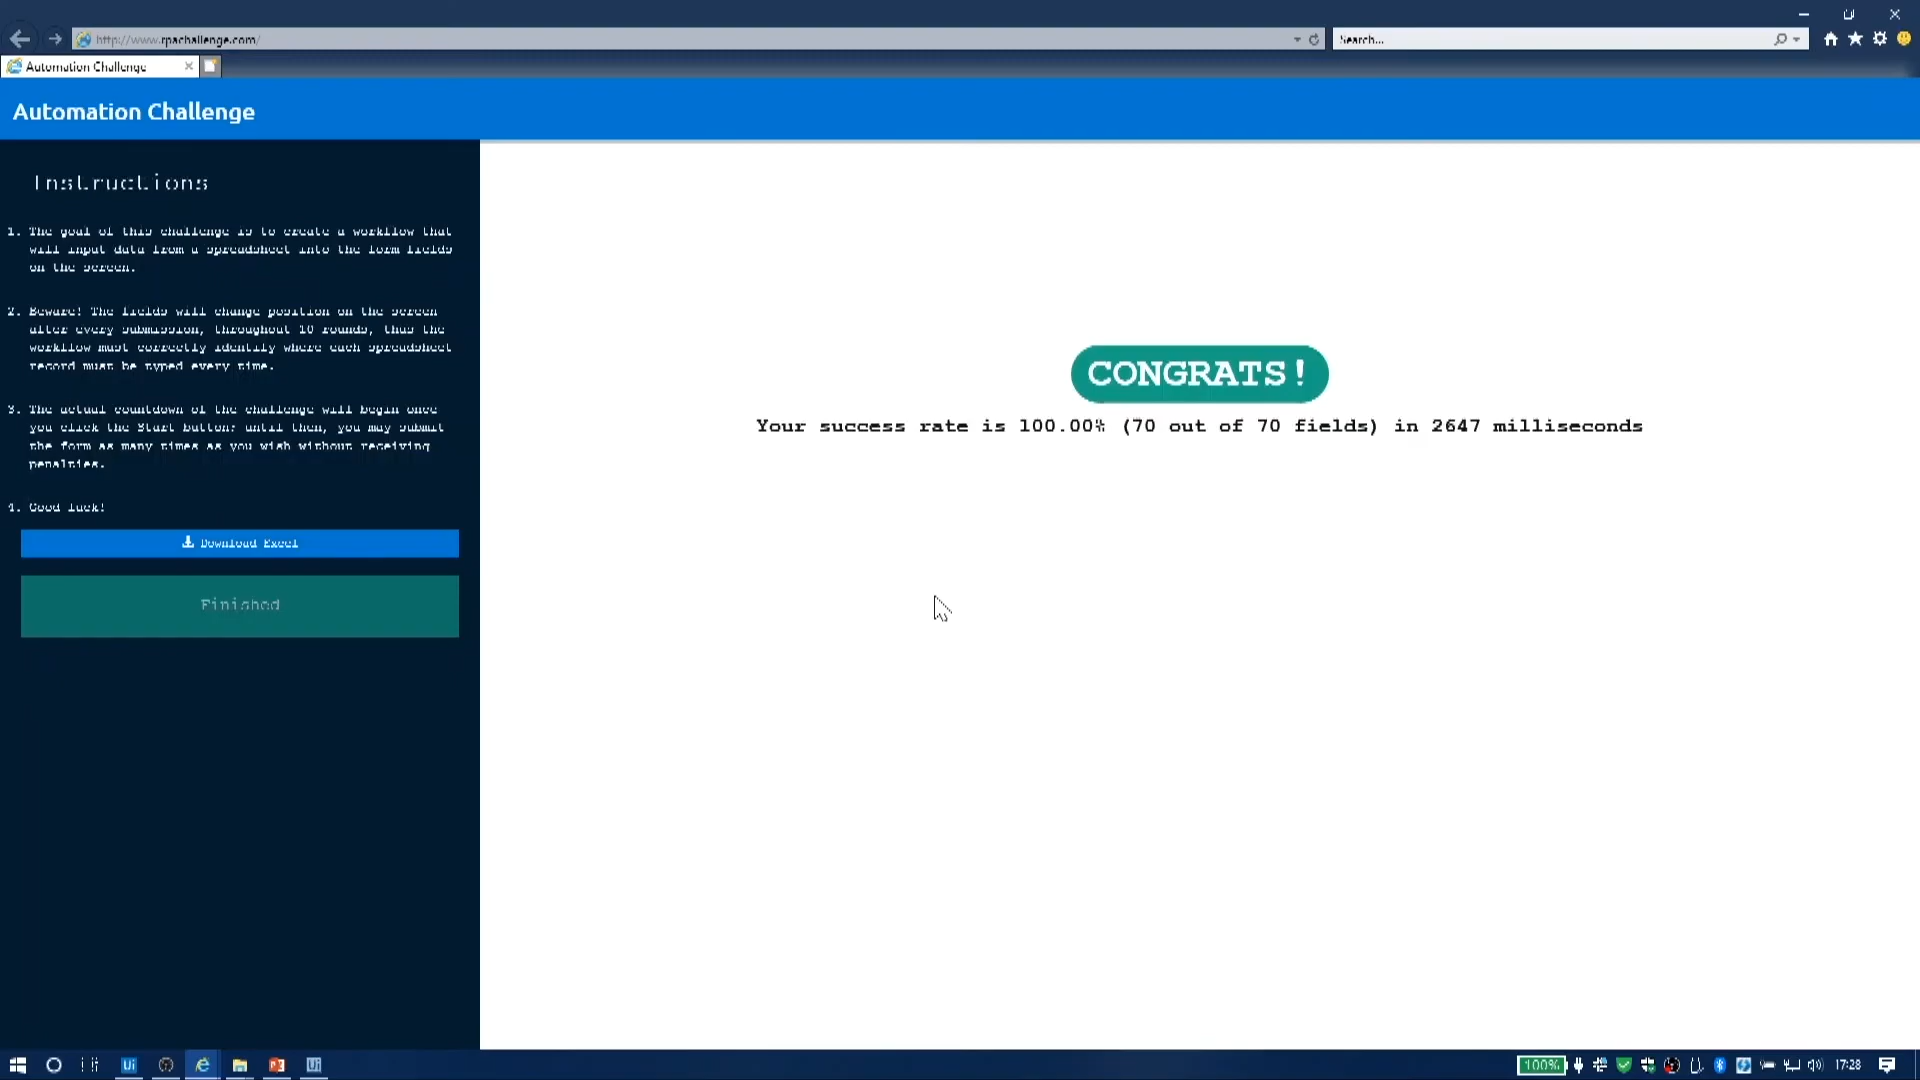 http://www.rpachallenge.com/
Search...
Automation Challenge
Automation Challenge
Instructions
1. The goal of this challenge is to create a workflow that
will input data from a spreadsheet into the form fields
on the screen.
2. Beware! The fields will change position on the screen
after every submission, throughout 10 rounds, thus the
workflow must correctly identify where each spreadsheet
record must be typed every time.
3. The actual countdown of the challenge will begin once
you click the Start button; until then, you may submit
the form as many times as you wish without receiving
penalties.
4. Good luck!
Download Excel
Finished
CONGRATS!
Your success rate is 100.00% (70 out of 70 fields) in 2647 milliseconds
Ui
Ui
100%
17:28